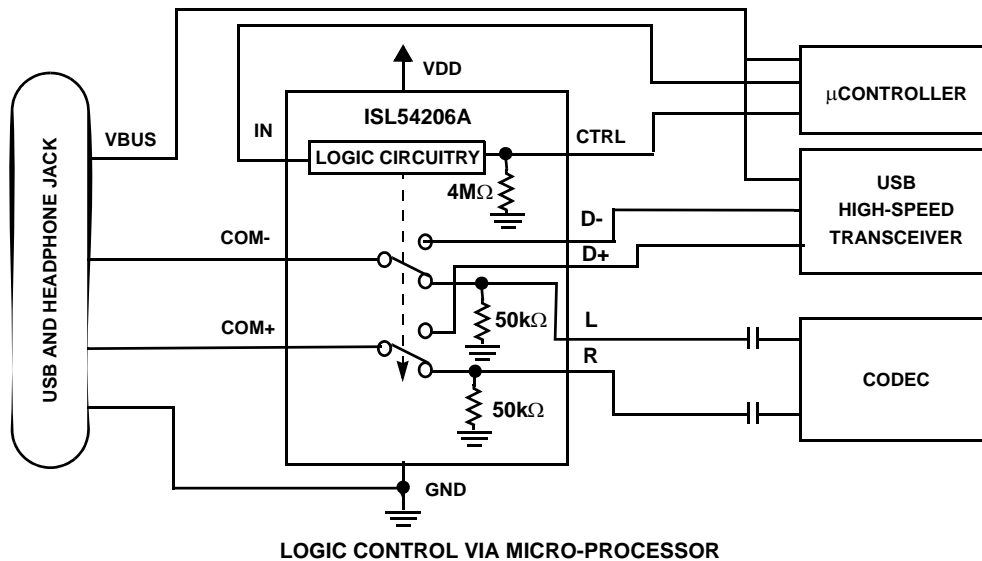 VDD
µCONTROLLER
ISL54206A
VBUS
IN
CTRL
LOGIC CIRCUITRY
4MΩ
USB
HIGH-SPEED
TRANSCEIVER
USB AND HEADPHONE JACK
D-
COM-
D+
50kΩ
L
COM+
R
CODEC
50kΩ
GND
LOGIC CONTROL VIA MICRO-PROCESSOR